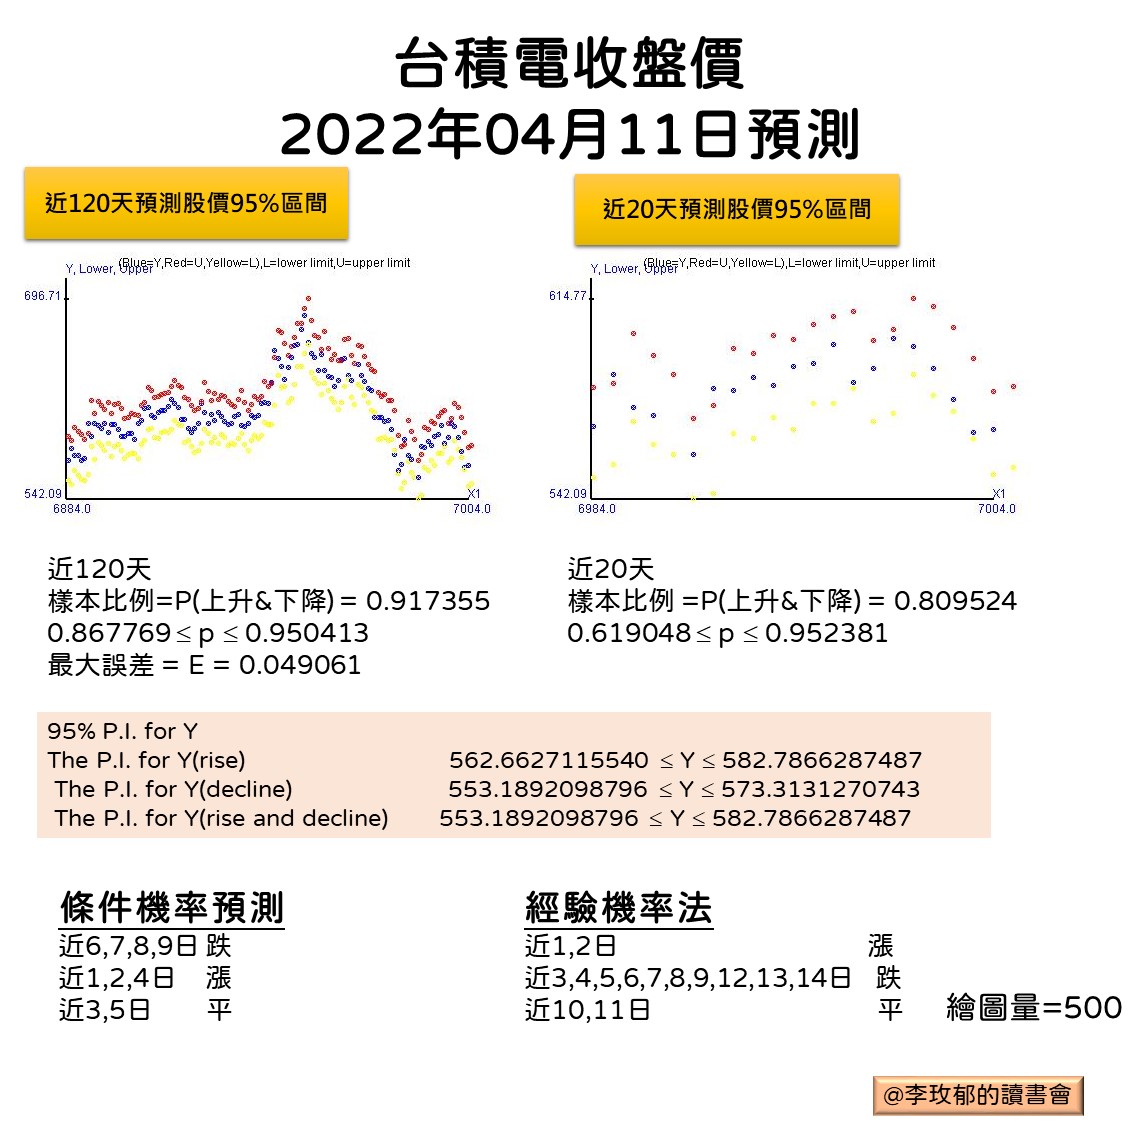 台積電收盤價
2022年04月11日預測
近120天預測股價95%區間
近20天預測股價95%區間
Y, Lower, Upper
(Blue=Y,Red=U,Yellow=L),L=lower limit,U=upper limit
696.71
542.09
X1
6884.0
7004.0
Y, Lower, Upper
(Blue=Y,Red=U,Yellow=L),L=lower limit,U=upper limit
614.77
542.09
X1
6984.0
7004.0
近120天
樣本比例=P(上升&下降) = 0.917355
0.867769 ≤ p ≤ 0.950413
最大誤差 = E = 0.049061
近20天
樣本比例 =P(上升&下降) = 0.809524
0.619048 ≤ p ≤ 0.952381
95% P.I. for Y
The P.I. for Y(rise) 562.6627115540 ≤ Y ≤ 582.7866287487
The P.I. for Y(decline) 553.1892098796 ≤ Y ≤ 573.3131270743
The P.I. for Y(rise and decline) 553.1892098796 ≤ Y ≤ 582.7866287487
條件機率預測
近6,7,8,9日 跌
近1,2,4日 漲
近3,5日 平
經驗機率法
近1,2日 漲
近3,4,5,6,7,8,9,12,13,14日 跌
近10,11日 平
繪圖量=500
@李玫郁的讀書會